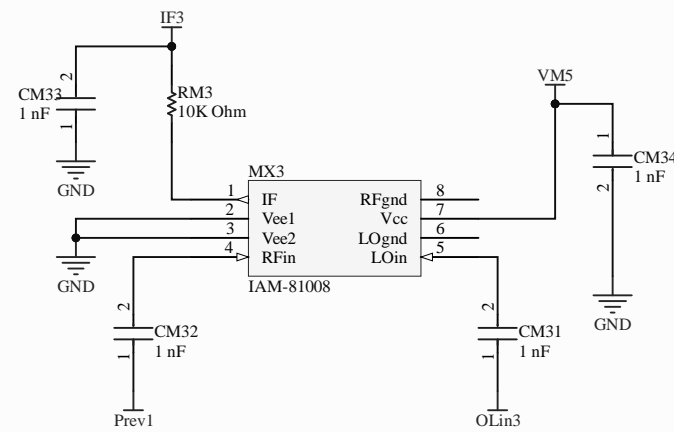 IF3
2
CM33
1 nF
1
GND
RM3
10K Ohm
VM5
1
CM34
1 nF
2
GND
MX3
1 IF RFgnd 8
2 Vee1 Vcc 7
3 Vee2 LOgnd 6
4 RFin LOin 5
IAM-81008
GND
2
CM32
1 nF
1
Prev1
2
CM31
1 nF
1
OLin3